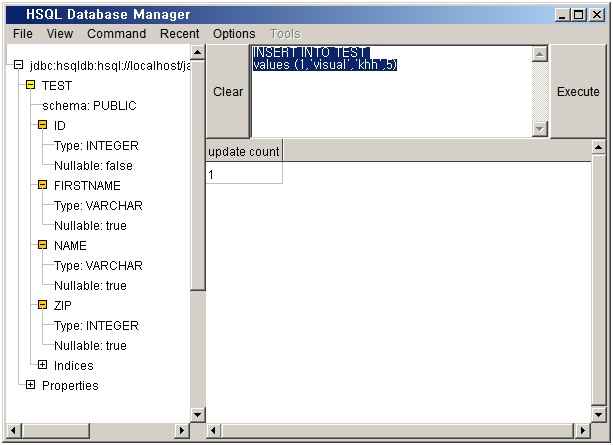 HSQL Database Manager
File View Command Recent Options Tools
jdbc:hsqldb:hsql://localhost/ja
TEST
schema: PUBLIC
ID
Type: INTEGER
Nullable: false
FIRSTNAME
Type: VARCHAR
Nullable: true
NAME
Type: VARCHAR
Nullable: true
ZIP
Type: INTEGER
Nullable: true
Indices
Properties
Clear
INSERT INTO TEST
values (1,'visual','khh',5)
Execute
update count
1